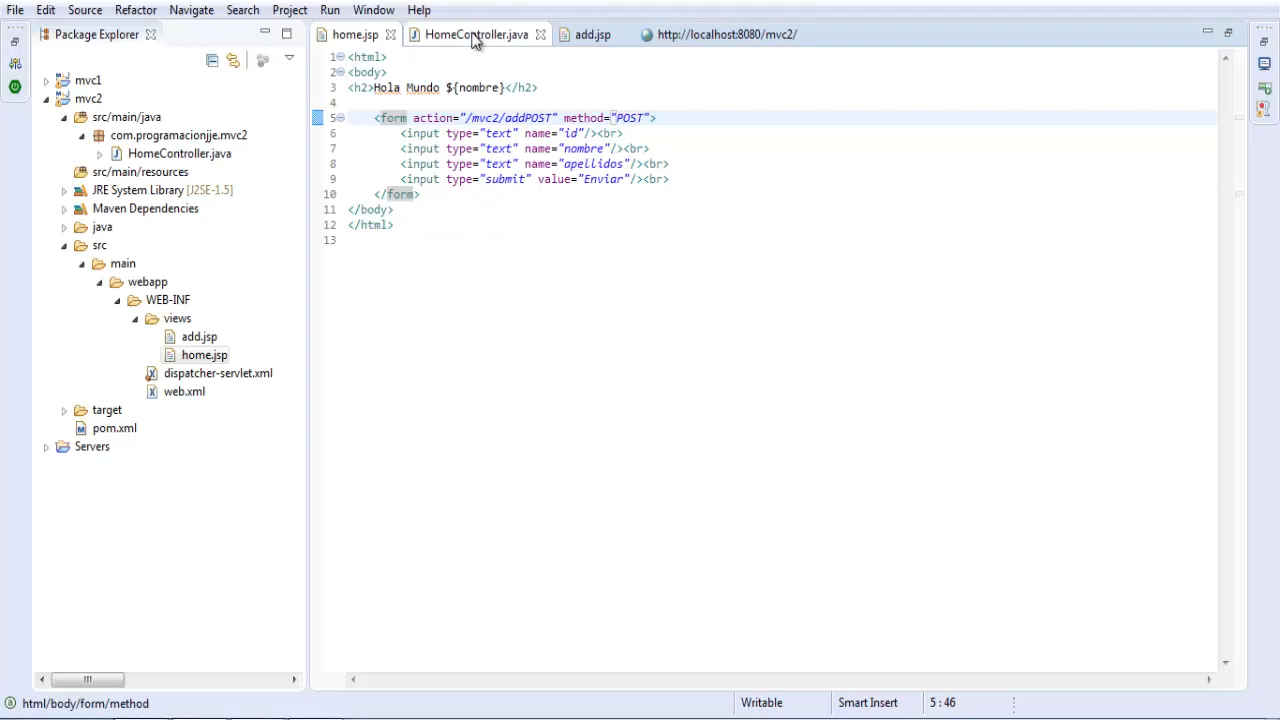 File Edit Source Refactor Navigate Search Project Run Window Help
Package Explorer
home.jsp HomeController.java add.jsp http://localhost:8080/mvc2/
mvc1
mvc2
src/main/java
com.programacionjje.mvc2
HomeController.java
src/main/resources
JRE System Library [J2SE-1.5]
Maven Dependencies
java
src
main
webapp
WEB-INF
views
add.jsp
home.jsp
dispatcher-servlet.xml
web.xml
target
pom.xml
Servers
1 <html>
2 <body>
3 <h2>Hola Mundo ${nombre}</h2>
4
5 <form action="/mvc2/addPOST" method="POST">
6 <input type="text" name="id"/><br>
7 <input type="text" name="nombre"/><br>
8 <input type="text" name="apellidos"/><br>
9 <input type="submit" value="Enviar"/><br>
10 </form>
11 </body>
12 </html>
13
html/body/form/method Writable Smart Insert 5 : 46